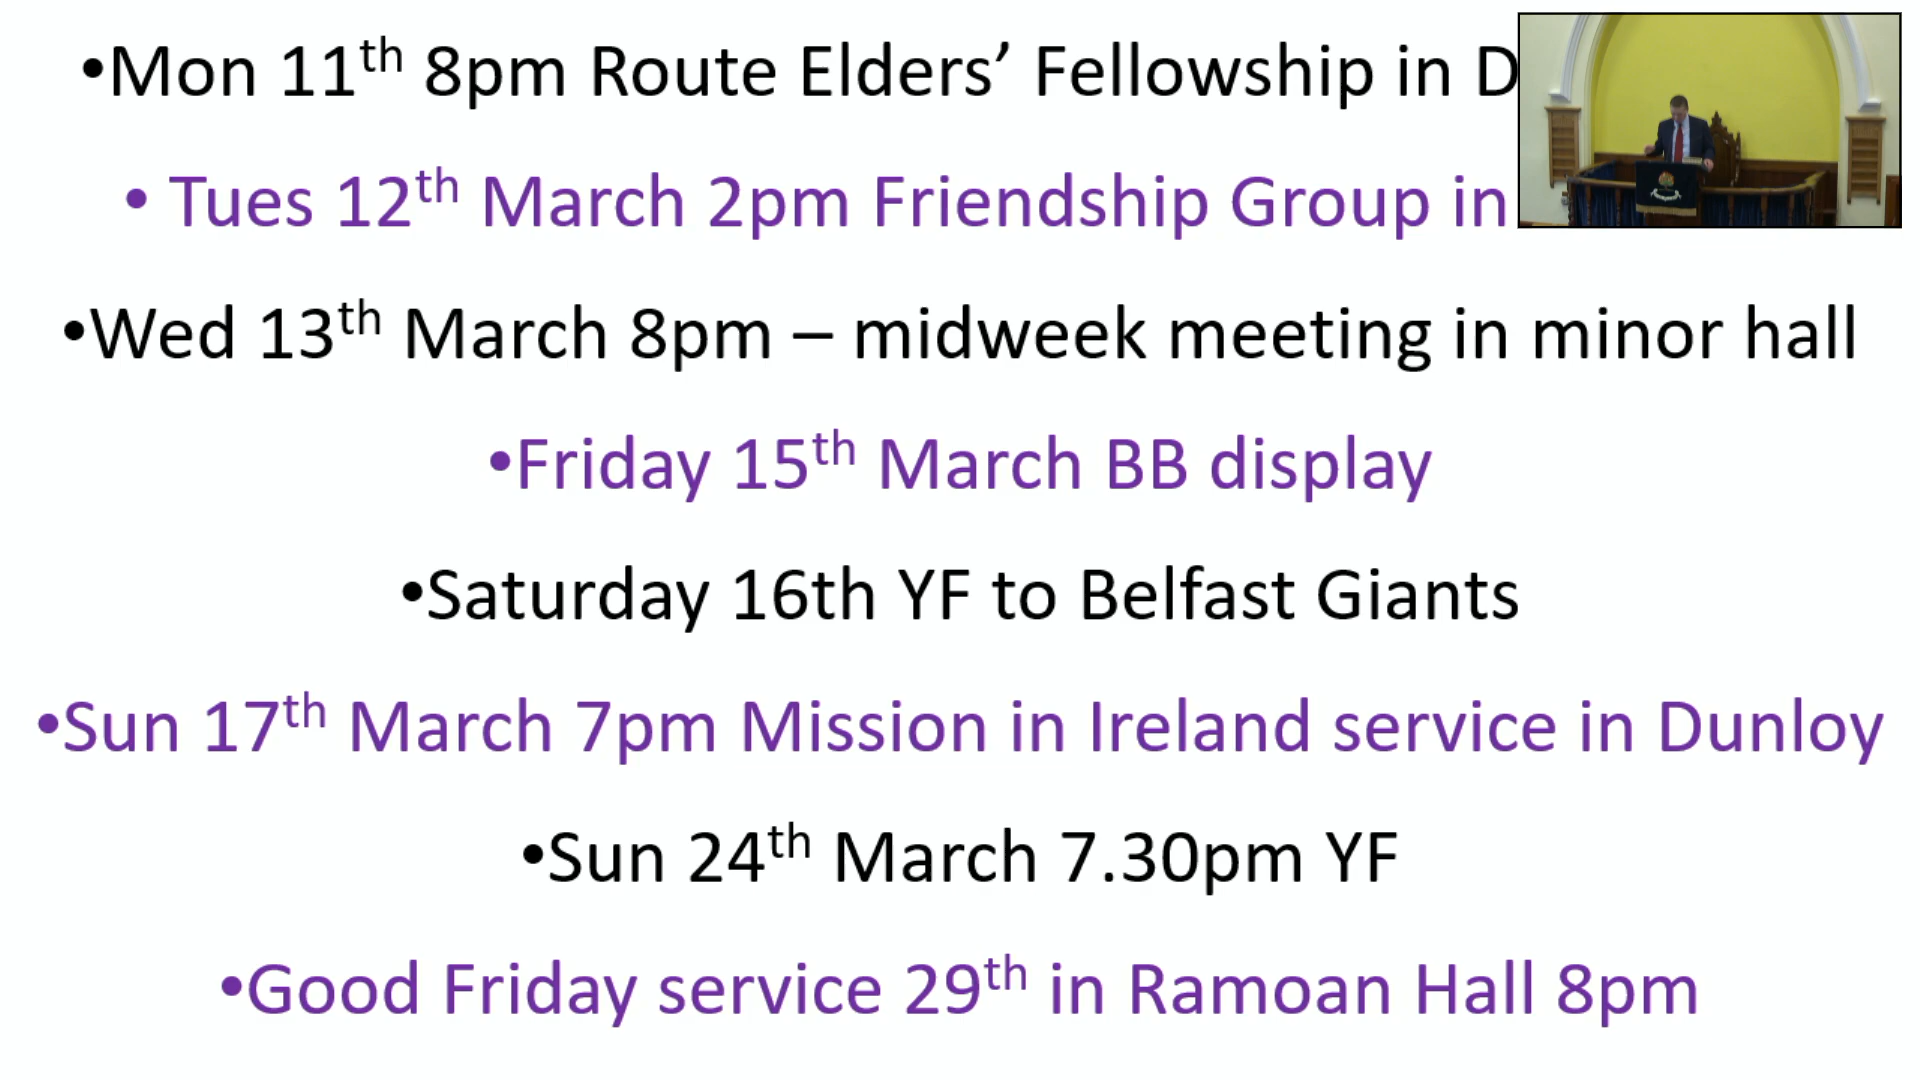 •Mon 11th 8pm Route Elders’ Fellowship in
• Tues 12th March 2pm Friendship Group in
•Wed 13th March 8pm – midweek meeting in minor hall
•Friday 15th March BB display
•Saturday 16th YF to Belfast Giants
•Sun 17th March 7pm Mission in Ireland service in Dunloy
•Sun 24th March 7.30pm YF
•Good Friday service 29th in Ramoan Hall 8pm